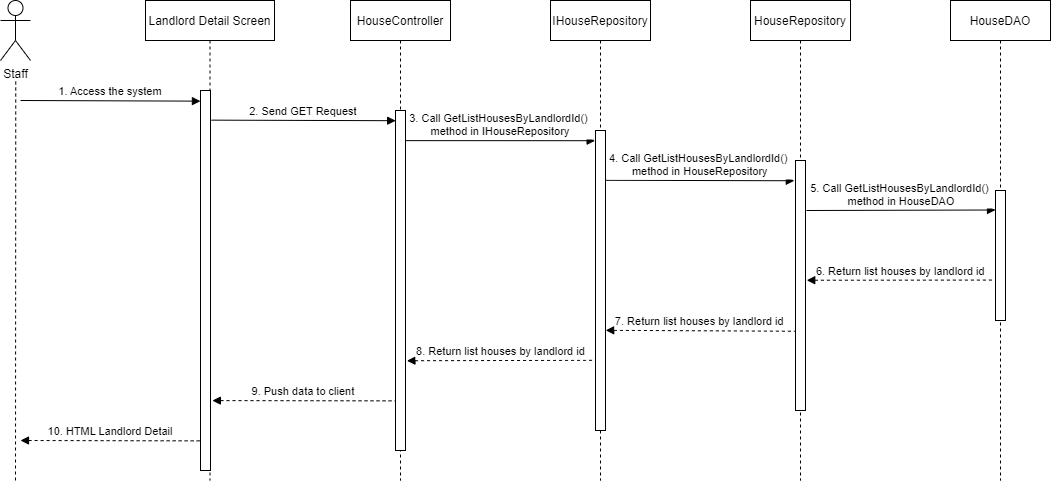 Landlord Detail Screen
HouseController
IHouseRepository
HouseRepository
HouseDAO
Staff
1. Access the system
2. Send GET Request
3. Call GetListHousesByLandlordId()
method in IHouseRepository
4. Call GetListHousesByLandlordId()
method in HouseRepository
5. Call GetListHousesByLandlordId()
method in HouseDAO
6. Return list houses by landlord id
7. Return list houses by landlord id
8. Return list houses by landlord id
9. Push data to client
10. HTML Landlord Detail